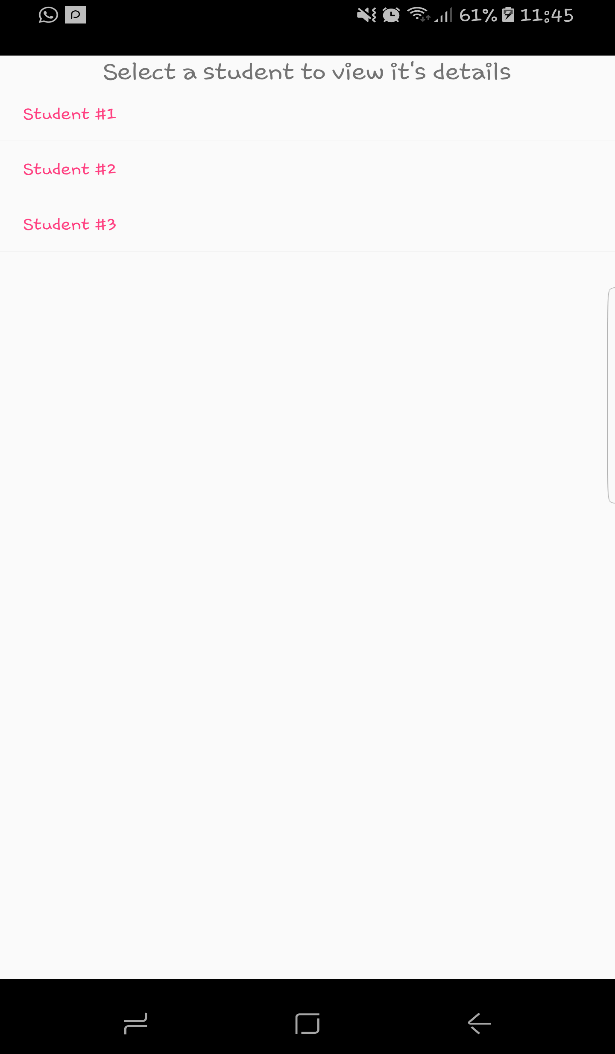 61% 11:45
Select a student to view it's details
Student #1
Student #2
Student #3